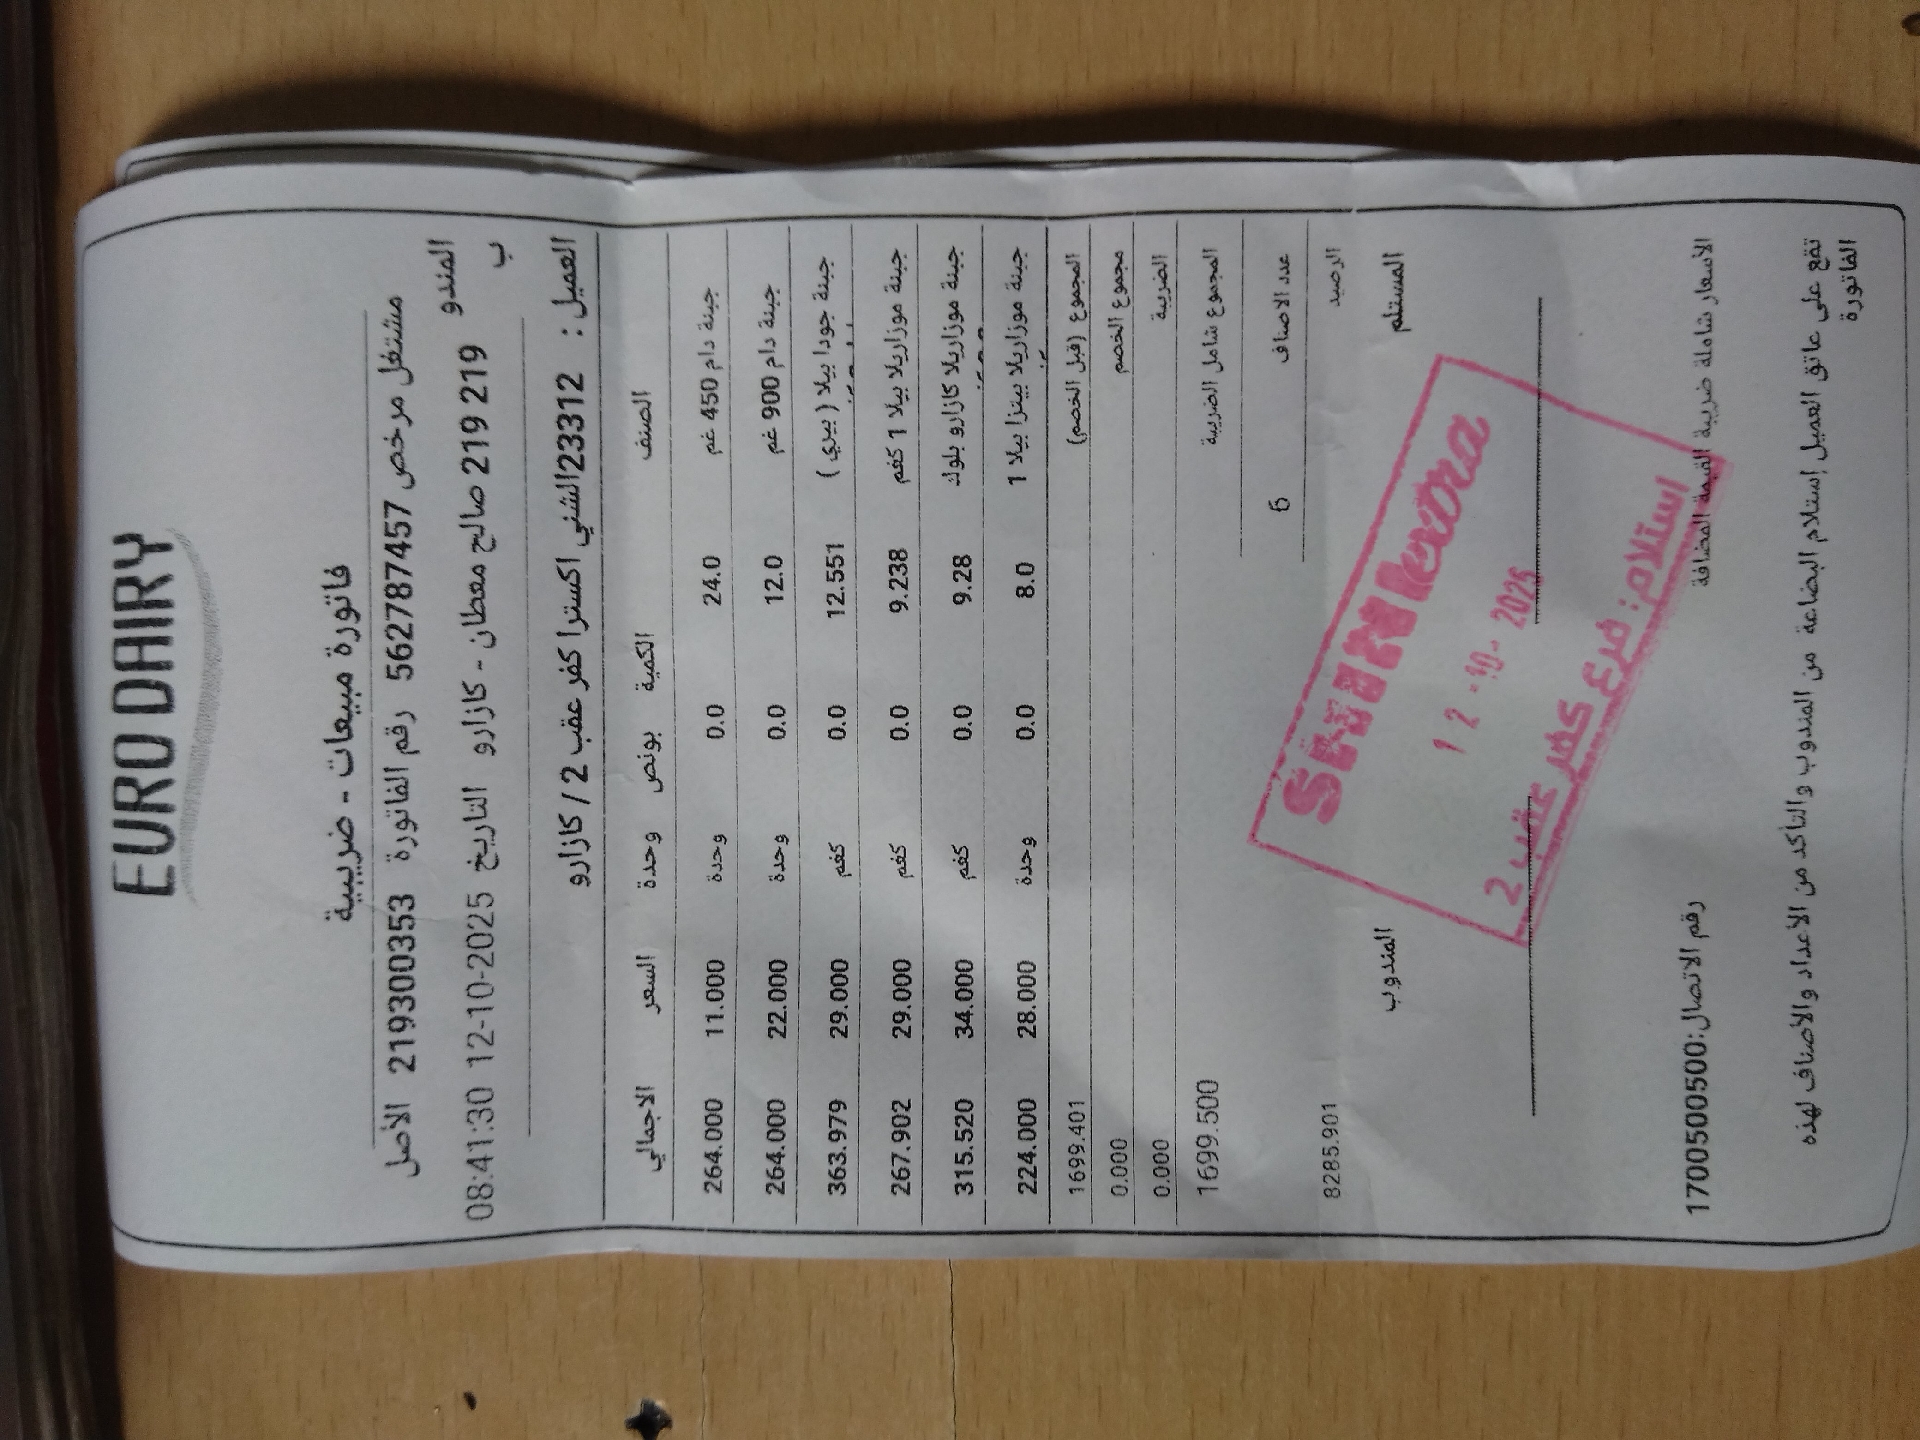 EURO DAIRY
فاتورة مبيعات - ضريبية
مشتغل مرخص 562787457 رقم الفاتورة 219300353 الأصل
المندوب 219 219 صالح معطان - كازارو التاريخ 12-10-2025 08:41:30
العميل : 23312الشني اكسترا كفر عقب 2 / كازارو
الصنف الكمية بونص وحدة السعر الاجمالي
جبنة دام 450 غم 24.0 0.0 وحدة 11.000 264.000
جبنة دام 900 غم 12.0 0.0 وحدة 22.000 264.000
جبنة جودا بيلا (بيري) 12.551 0.0 كغم 29.000 363.979
جبنة موزاريلا بيلا 1 كغم 9.238 0.0 كغم 29.000 267.902
جبنة موزاريلا كازارو بلوك 9.28 0.0 كغم 34.000 315.520
جبنة موزاريلا بيتزا بيلا 1 8.0 0.0 وحدة 28.000 224.000
المجموع (قبل الخصم) 1699.401
مجموع الخصم 0.000
الضريبة 0.000
المجموع شامل الضريبة 1699.500
عدد الاصناف 6
الرصيد 8285.901
المستلم المندوب
SHINIeora
12-10-2025
استلام: فرع كفر عقب 2
الأسعار شاملة ضريبة القيمة المضافة رقم الاتصال:1700500500
تقع على عاتق العميل إستلام البضاعة من المندوب والتأكد من الأعداد والأصناف لهذه
الفاتورة